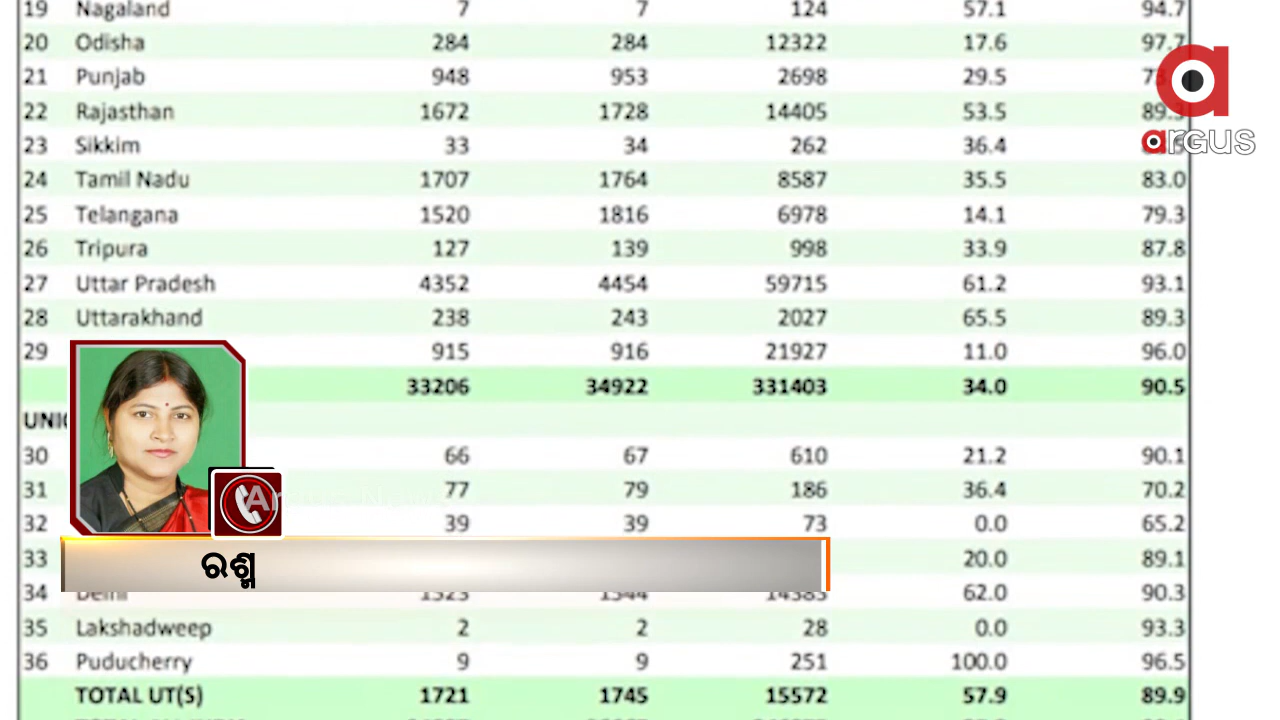 19 Nagaland 7 7 124 57.1 94.7
20 Odisha 284 284 12322 17.6 97.7
21 Punjab 948 953 2698 29.5
22 Rajasthan 1672 1728 14405 53.5
23 Sikkim 33 34 262 36.4
argus
24 Tamil Nadu 1707 1764 8587 35.5 83.0
25 Telangana 1520 1816 6978 14.1 79.3
26 Tripura 127 139 998 33.9 87.8
27 Uttar Pradesh 4352 4454 59715 61.2 93.1
28 Uttarakhand 238 243 2027 65.5 89.3
29 915 916 21927 11.0 96.0
33206 34922 331403 34.0 90.5
30 66 67 610 21.2 90.1
31 77 79 186 36.4 70.2
32 39 39 73 0.0 65.2
33 20.0 89.1
ରଶ୍ମ
34 Delhi 62.0 90.3
35 Lakshadweep 2 2 28 0.0 93.3
36 Puducherry 9 9 251 100.0 96.5
TOTAL UT(S) 1721 1745 15572 57.9 89.9